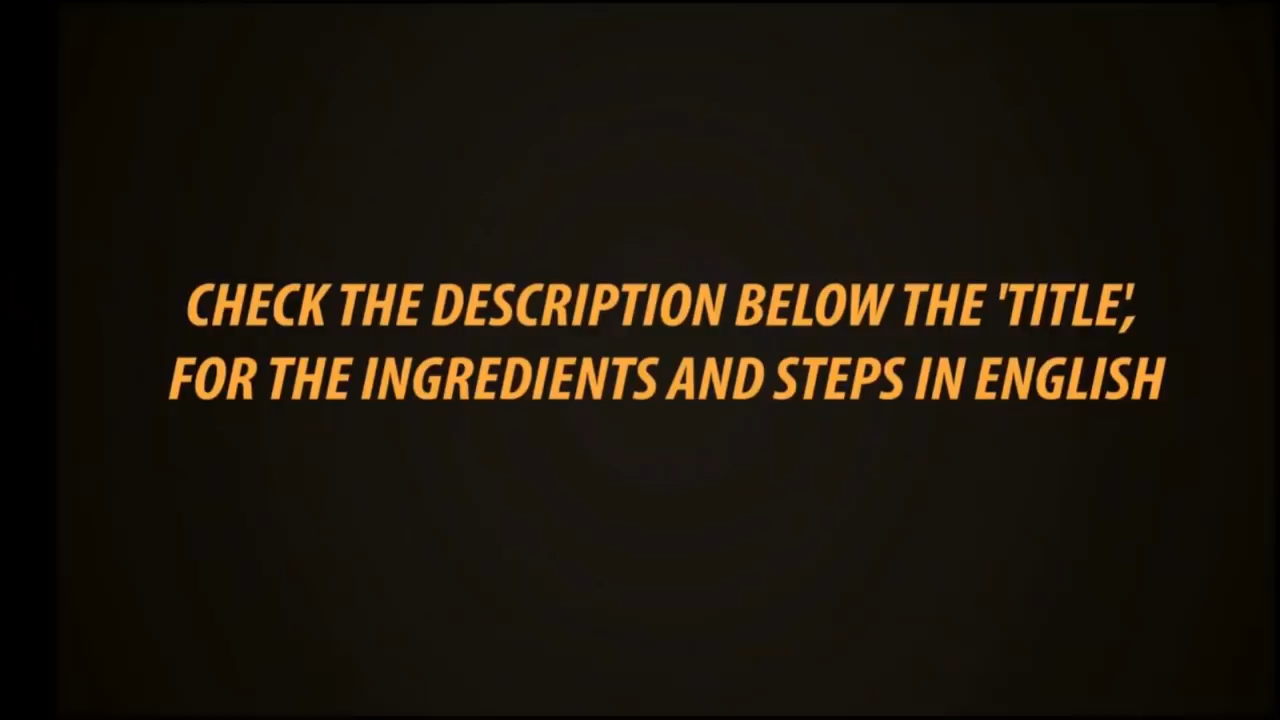 CHECK THE DESCRIPTION BELOW THE 'TITLE',
FOR THE INGREDIENTS AND STEPS IN ENGLISH